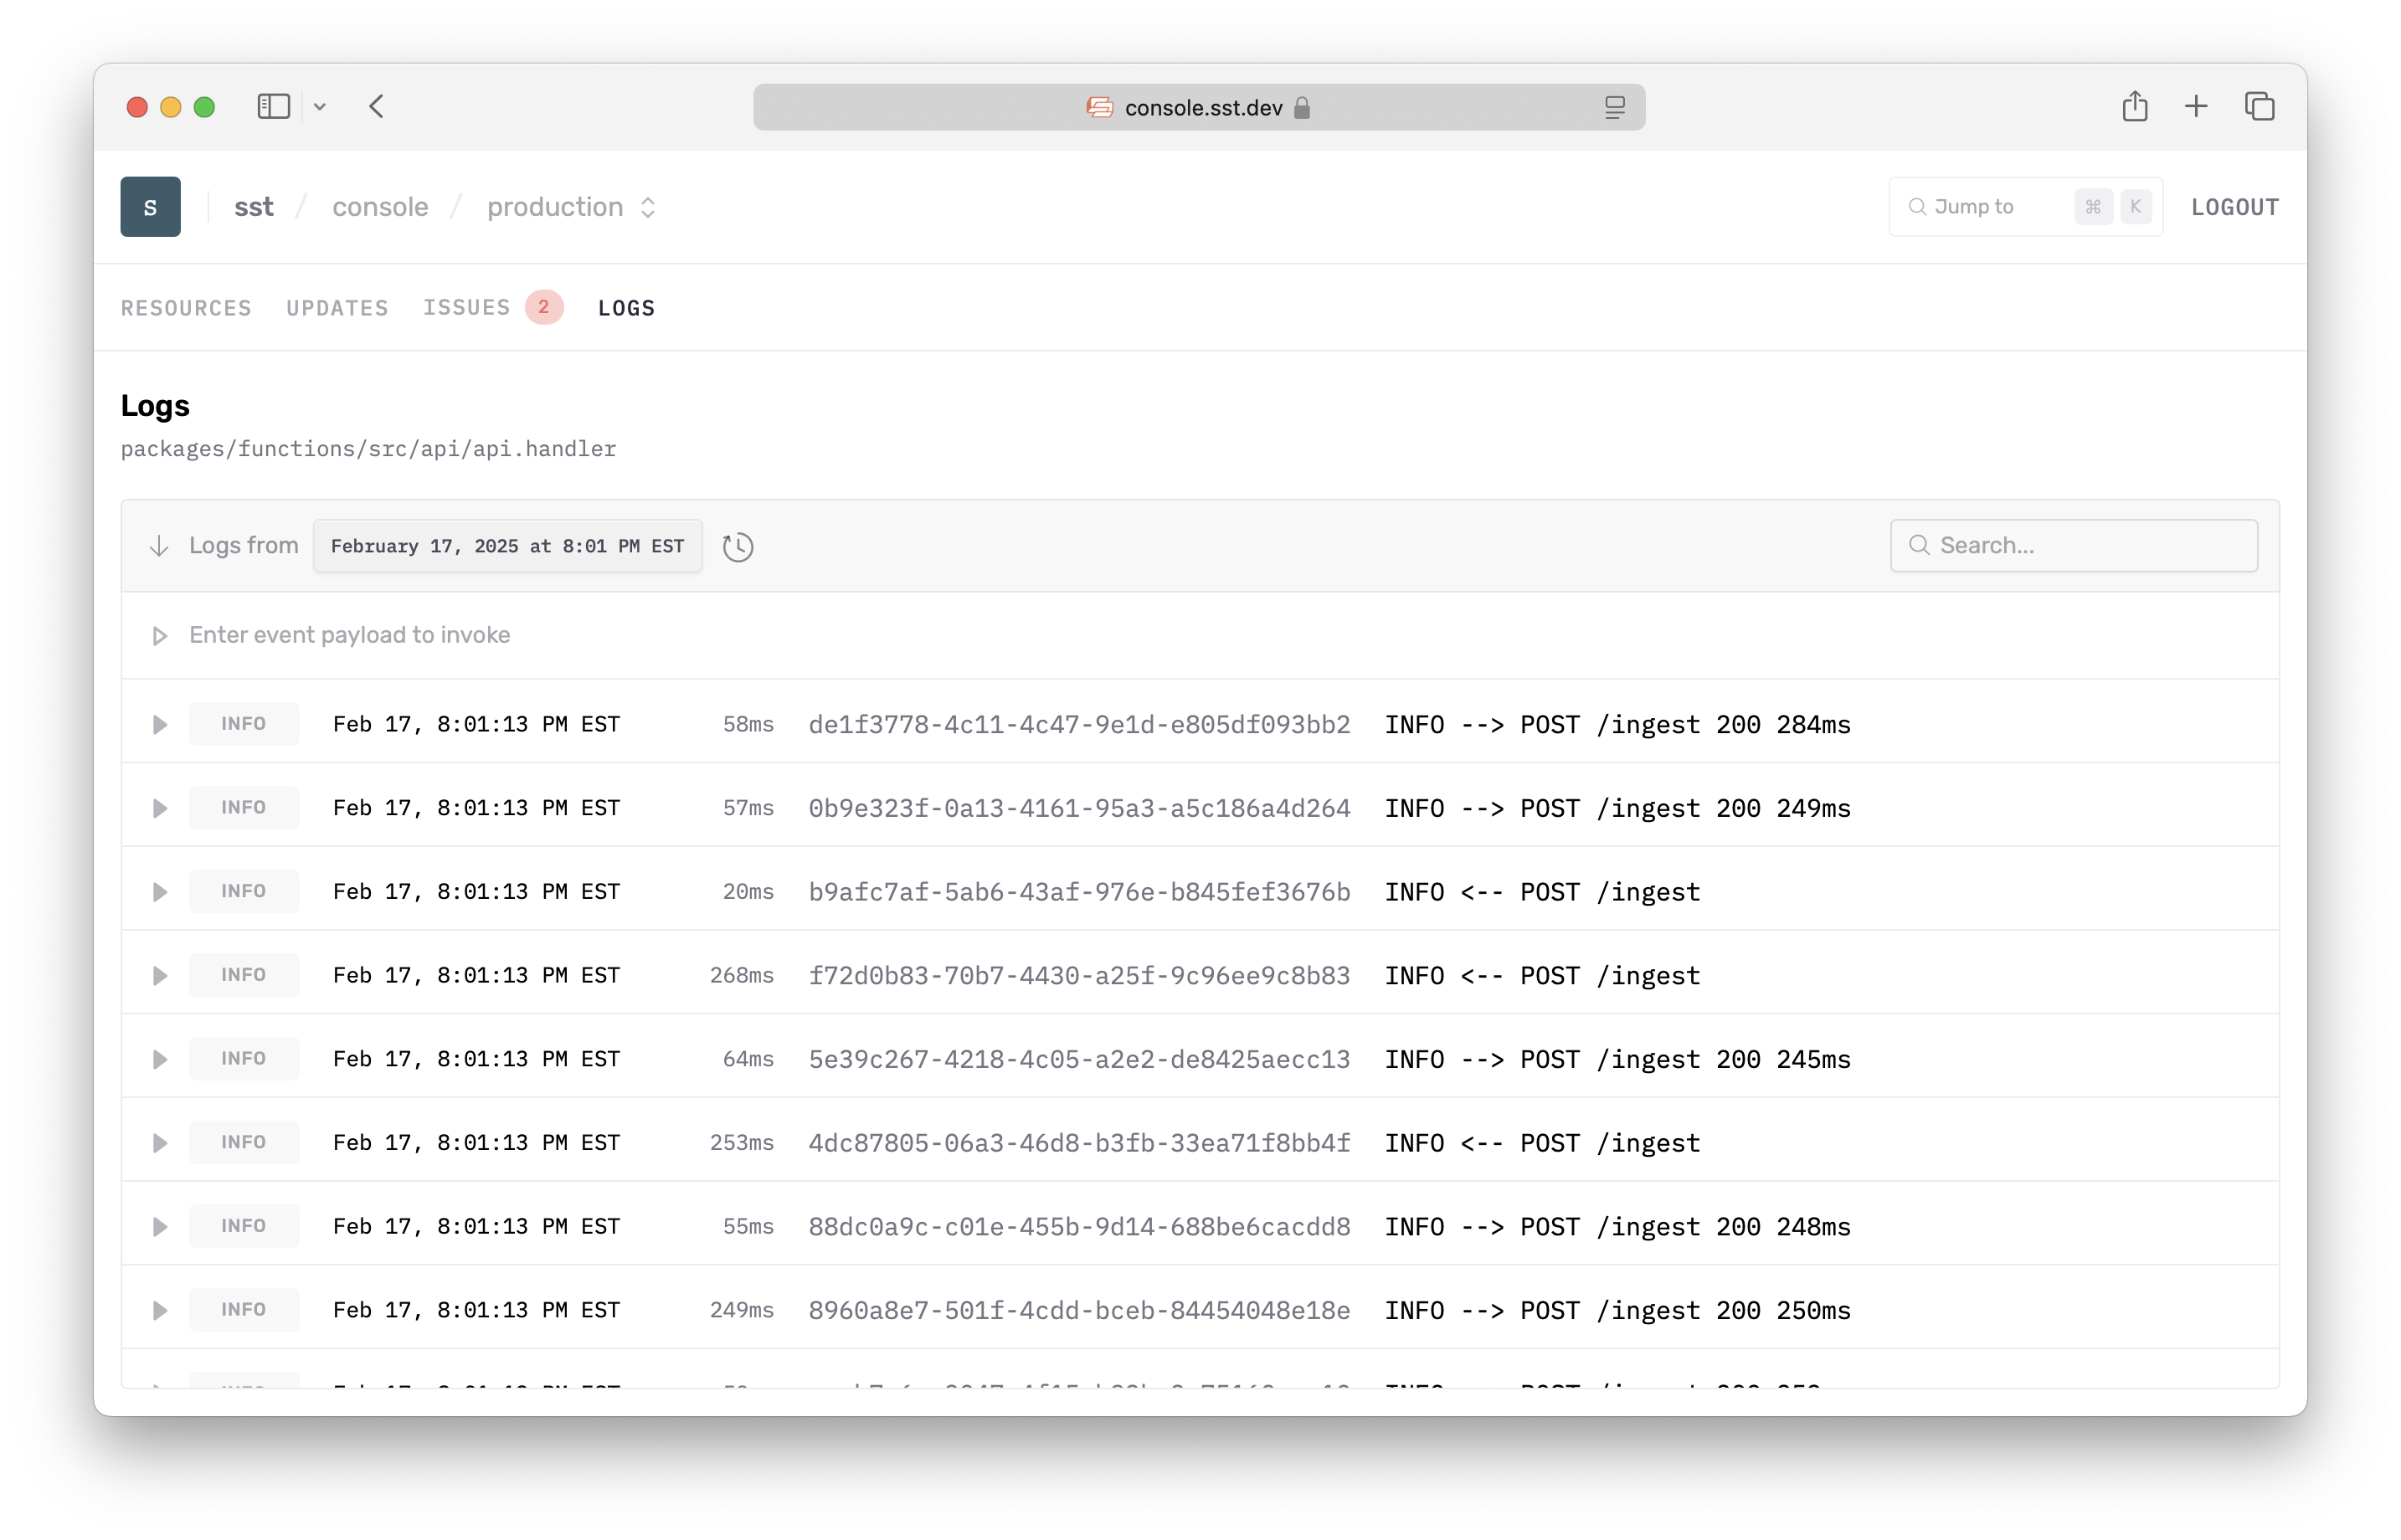 console.sst.dev
S sst / console / production Jump to ⌘ K LOGOUT
RESOURCES UPDATES ISSUES 2 LOGS
Logs
packages/functions/src/api/api.handler
Logs from February 17, 2025 at 8:01 PM EST Search...
Enter event payload to invoke
INFO Feb 17, 8:01:13 PM EST 58ms de1f3778-4c11-4c47-9e1d-e805df093bb2 INFO --> POST /ingest 200 284ms
INFO Feb 17, 8:01:13 PM EST 57ms 0b9e323f-0a13-4161-95a3-a5c186a4d264 INFO --> POST /ingest 200 249ms
INFO Feb 17, 8:01:13 PM EST 20ms b9afc7af-5ab6-43af-976e-b845fef3676b INFO <-- POST /ingest
INFO Feb 17, 8:01:13 PM EST 268ms f72d0b83-70b7-4430-a25f-9c96ee9c8b83 INFO <-- POST /ingest
INFO Feb 17, 8:01:13 PM EST 64ms 5e39c267-4218-4c05-a2e2-de8425aecc13 INFO --> POST /ingest 200 245ms
INFO Feb 17, 8:01:13 PM EST 253ms 4dc87805-06a3-46d8-b3fb-33ea71f8bb4f INFO <-- POST /ingest
INFO Feb 17, 8:01:13 PM EST 55ms 88dc0a9c-c01e-455b-9d14-688be6cacdd8 INFO --> POST /ingest 200 248ms
INFO Feb 17, 8:01:13 PM EST 249ms 8960a8e7-501f-4cdd-bceb-84454048e18e INFO --> POST /ingest 200 250ms